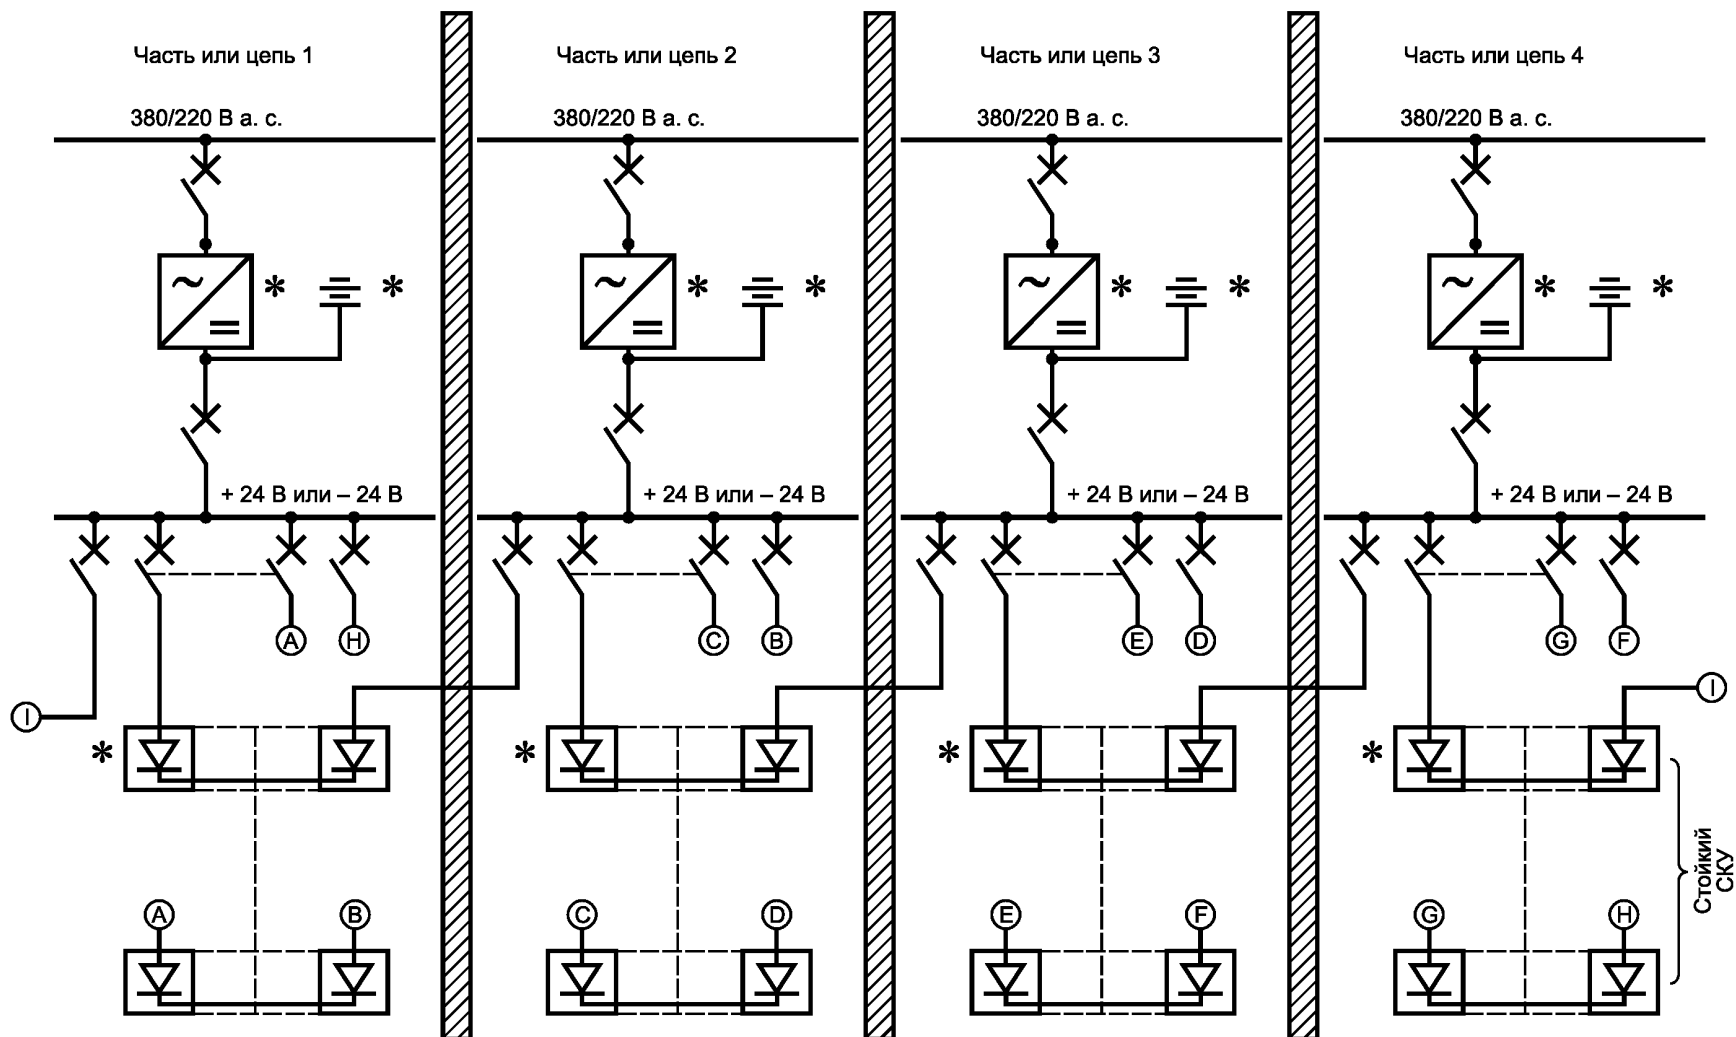 Часть или цепь 1
Часть или цепь 2
Часть или цепь 3
Часть или цепь 4
380/220 В а. с.
380/220 В а. с.
380/220 В а. с.
380/220 В а. с.
*
*
*
*
*
*
*
*
+ 24 В или – 24 В
+ 24 В или – 24 В
+ 24 В или – 24 В
+ 24 В или – 24 В
A
H
C
B
E
D
G
F
I
I
*
*
*
*
Стойкий
СКУ
A
B
C
D
E
F
G
H